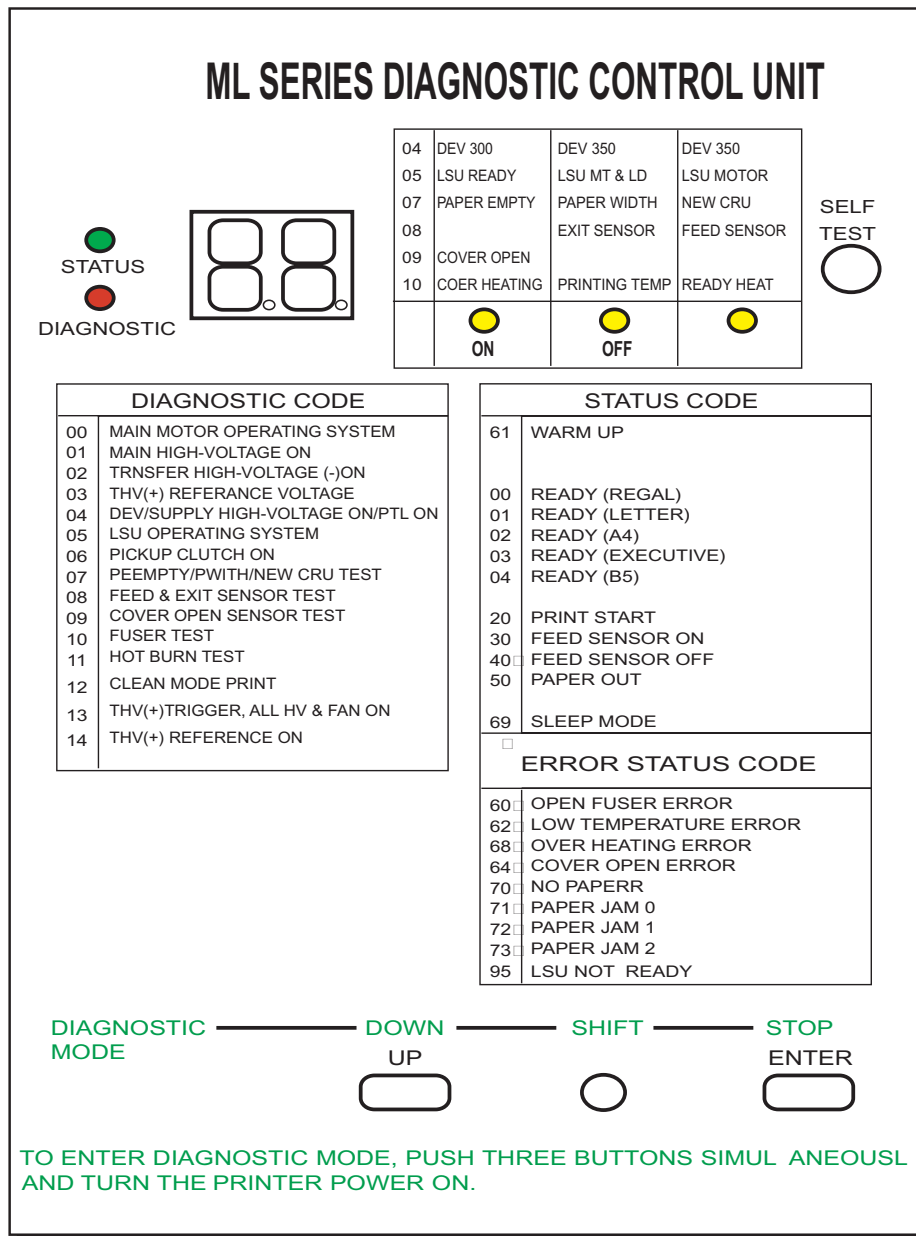 ML SERIES DIAGNOSTIC CONTROL UNIT
04 DEV 300 DEV 350 DEV 350
05 LSU READY LSU MT & LD LSU MOTOR
07 PAPER EMPTY PAPER WIDTH NEW CRU
08 EXIT SENSOR FEED SENSOR
09 COVER OPEN
10 COER HEATING PRINTING TEMP READY HEAT
ON OFF
SELF
TEST
STATUS
DIAGNOSTIC
DIAGNOSTIC CODE
00 MAIN MOTOR OPERATING SYSTEM
01 MAIN HIGH-VOLTAGE ON
02 TRNSFER HIGH-VOLTAGE (-)ON
03 THV(+) REFERANCE VOLTAGE
04 DEV/SUPPLY HIGH-VOLTAGE ON/PTL ON
05 LSU OPERATING SYSTEM
06 PICKUP CLUTCH ON
07 PEEMPTY/PWITH/NEW CRU TEST
08 FEED & EXIT SENSOR TEST
09 COVER OPEN SENSOR TEST
10 FUSER TEST
11 HOT BURN TEST
12 CLEAN MODE PRINT
13 THV(+)TRIGGER, ALL HV & FAN ON
14 THV(+) REFERENCE ON
STATUS CODE
61 WARM UP
00 READY (REGAL)
01 READY (LETTER)
02 READY (A4)
03 READY (EXECUTIVE)
04 READY (B5)
20 PRINT START
30 FEED SENSOR ON
40 FEED SENSOR OFF
50 PAPER OUT
69 SLEEP MODE
ERROR STATUS CODE
60 OPEN FUSER ERROR
62 LOW TEMPERATURE ERROR
68 OVER HEATING ERROR
64 COVER OPEN ERROR
70 NO PAPERR
71 PAPER JAM 0
72 PAPER JAM 1
73 PAPER JAM 2
95 LSU NOT READY
DIAGNOSTIC MODE DOWN SHIFT STOP
UP ENTER
TO ENTER DIAGNOSTIC MODE, PUSH THREE BUTTONS SIMUL ANEOUSL
AND TURN THE PRINTER POWER ON.